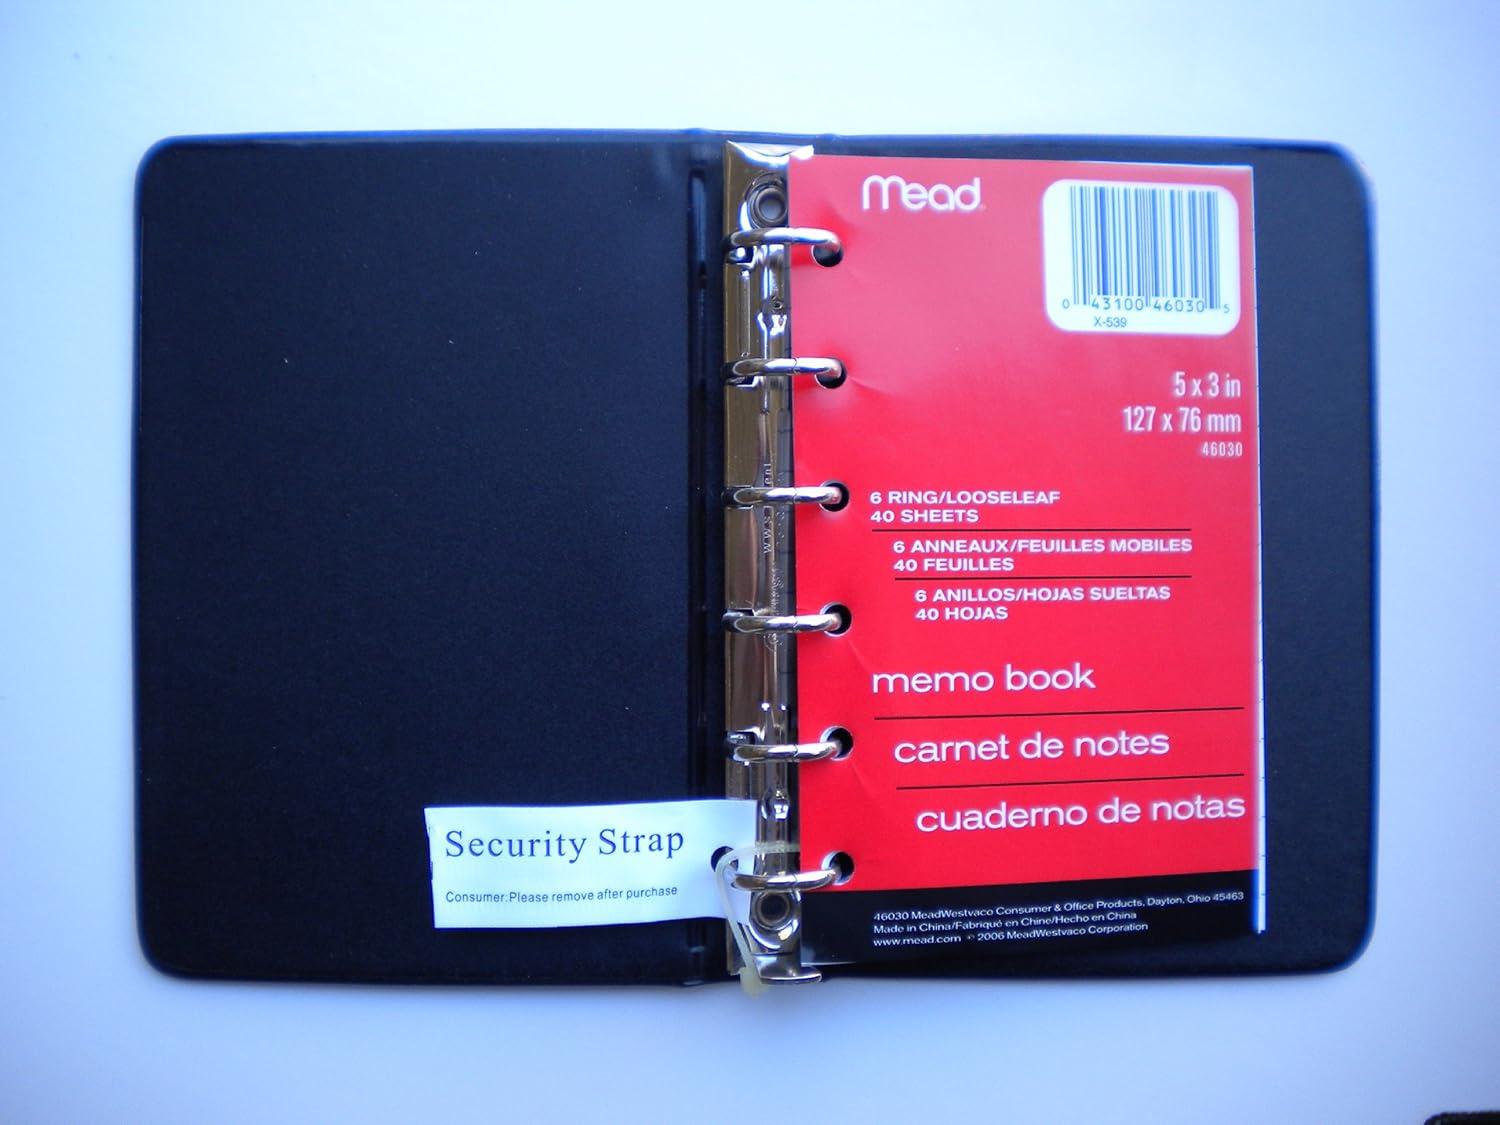 Mead
0 43100 46030 5
X-539
5 x 3 in
127 x 76 mm
46030
6 RING/LOOSELEAF
40 SHEETS
6 ANNEAUX/FEUILLES MOBILES
40 FEUILLES
6 ANILLOS/HOJAS SUELTAS
40 HOJAS
memo book
carnet de notes
cuaderno de notas
46030 MeadWestvaco Consumer & Office Products, Dayton, Ohio 45463
Made in China/Fabriqué en Chine/Hecho en China
www.mead.com © 2006 MeadWestvaco Corporation
Security Strap
Consumer:Please remove after purchase